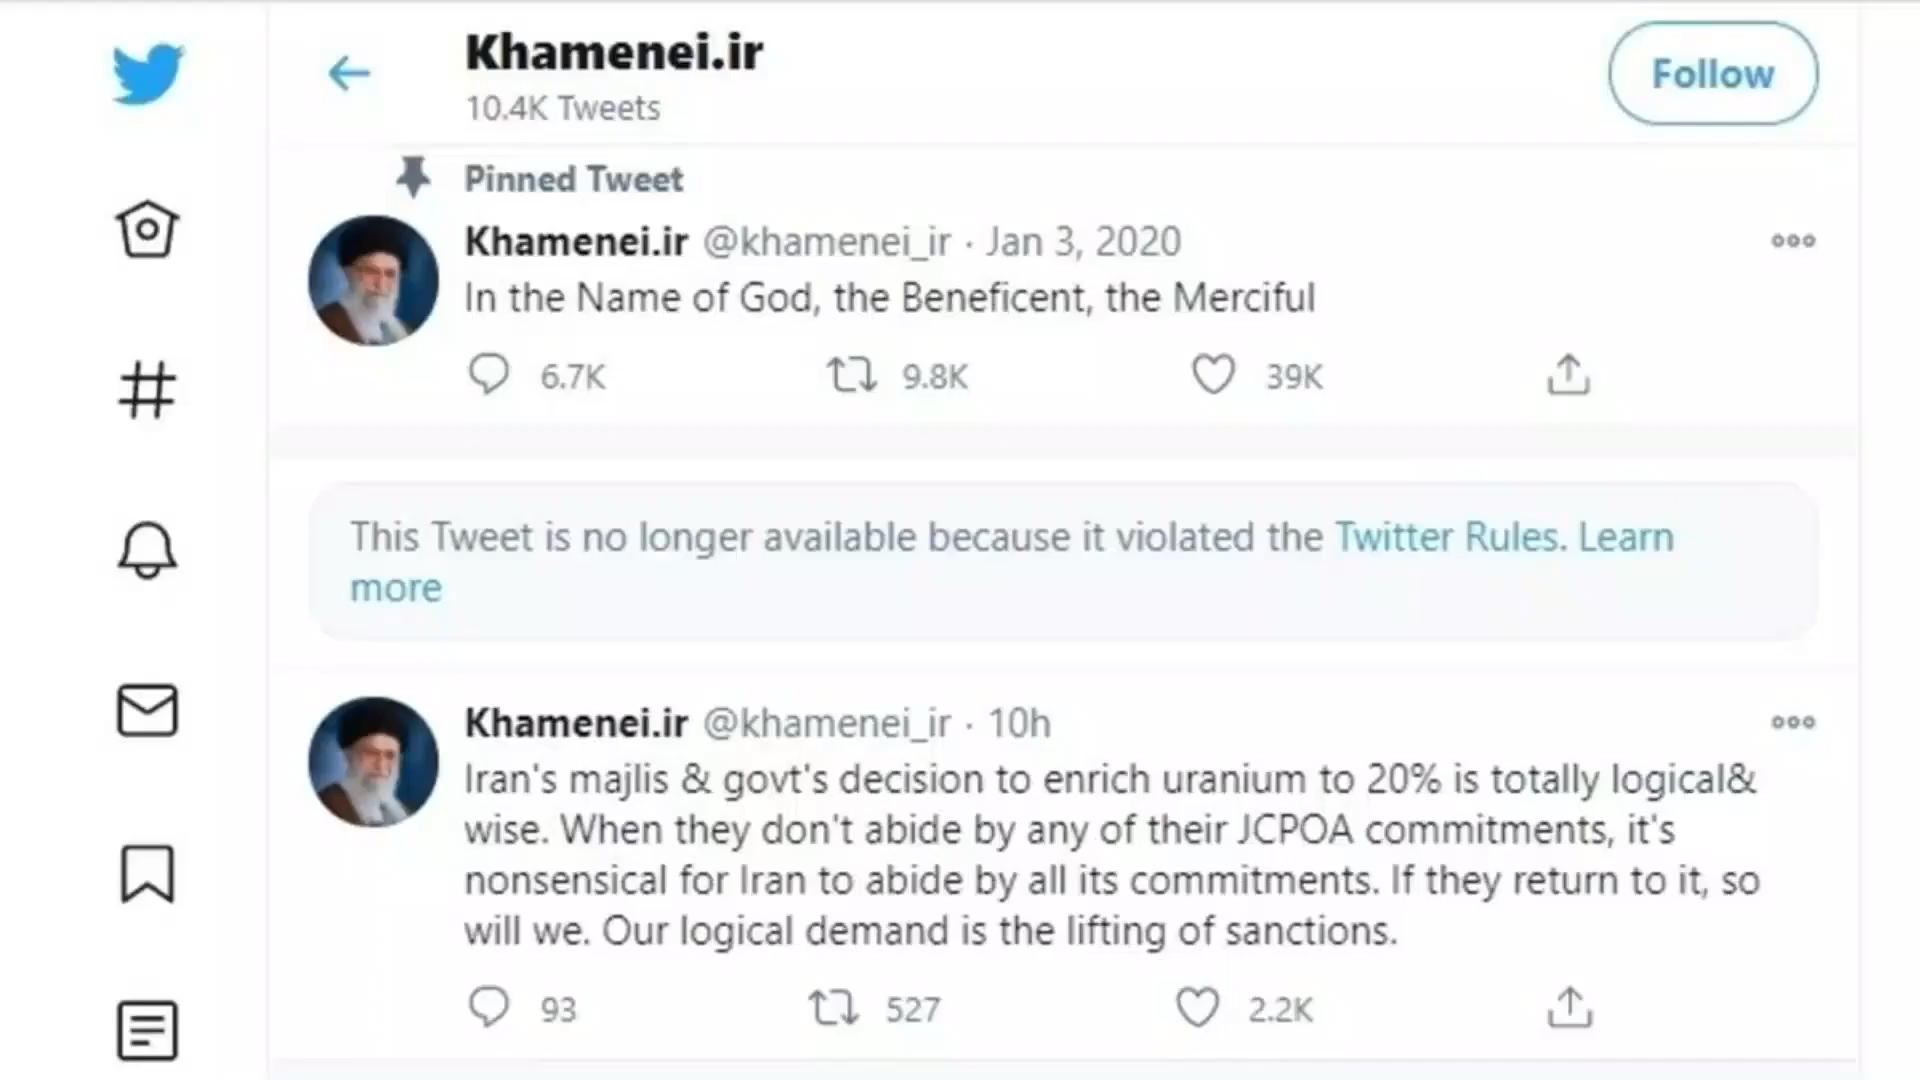 Khamenei.ir
10.4K Tweets
Follow
Pinned Tweet
Khamenei.ir @khamenei_ir · Jan 3, 2020
In the Name of God, the Beneficent, the Merciful
6.7K 9.8K 39K
This Tweet is no longer available because it violated the Twitter Rules. Learn
more
Khamenei.ir @khamenei_ir · 10h
Iran's majlis & govt's decision to enrich uranium to 20% is totally logical&
wise. When they don't abide by any of their JCPOA commitments, it's
nonsensical for Iran to abide by all its commitments. If they return to it, so
will we. Our logical demand is the lifting of sanctions.
93 527 2.2K